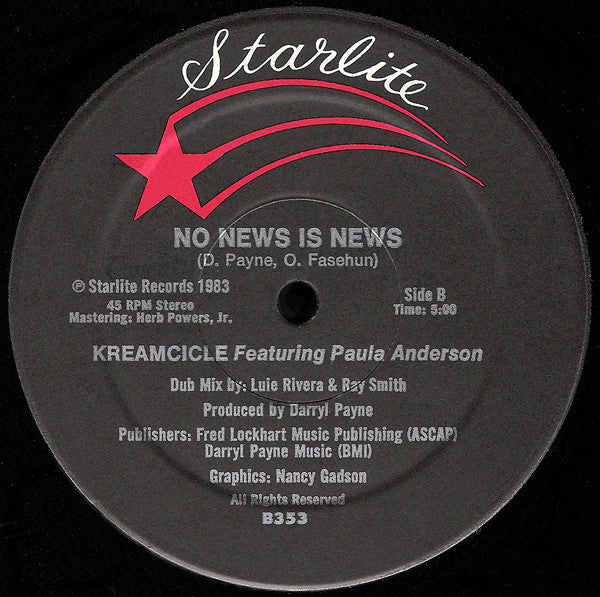 Starlite
NO NEWS IS NEWS
(D. Payne, O. Fasehun)
℗ Starlite Records 1983
45 RPM Stereo
Mastering: Herb Powers, Jr.
Side B
Time: 5:00
KREAMCICLE Featuring Paula Anderson
Dub Mix by: Luie Rivera & Ray Smith
Produced by Darryl Payne
Publishers: Fred Lockhart Music Publishing (ASCAP)
Darryl Payne Music (BMI)
Graphics: Nancy Gadson
All Rights Reserved
B353